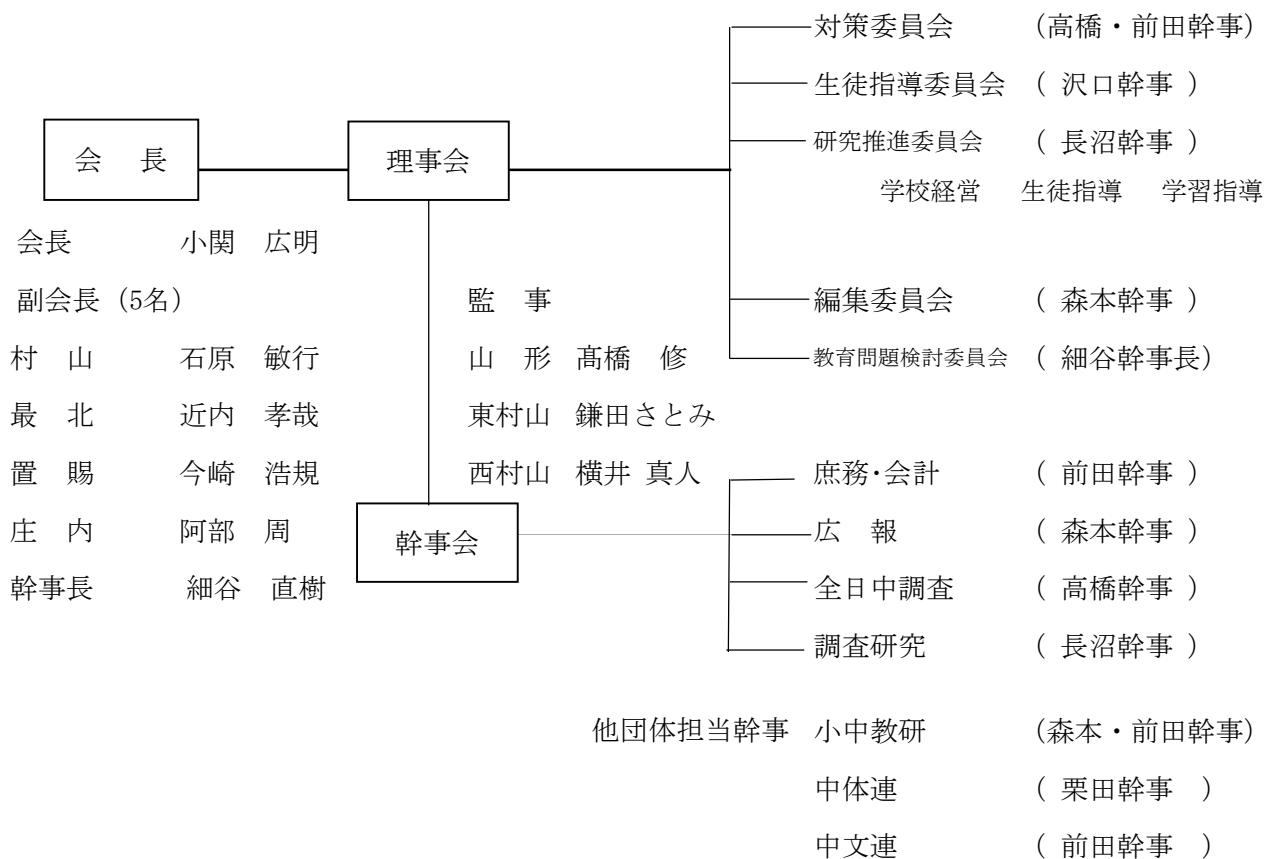 対策委員会　（高橋・前田幹事）
生徒指導委員会　（ 沢口幹事 ）
研究推進委員会　（ 長沼幹事 ）
学校経営　生徒指導　学習指導
編集委員会　（ 森本幹事 ）
教育問題検討委員会　（ 細谷幹事長）
会　長
理事会
会長　小関　広明
副会長（5名）
村　山　石原　敏行
最　北　近内　孝哉
置　賜　今崎　浩規
庄　内　阿部　周
幹事長　細谷　直樹
監　事
山　形　髙橋　修
東村山　鎌田さとみ
西村山　横井 真人
幹事会
庶務・会計　（ 前田幹事 ）
広　報　（ 森本幹事 ）
全日中調査　（ 高橋幹事 ）
調査研究　（ 長沼幹事 ）
他団体担当幹事　小中教研　（森本・前田幹事）
中体連　（ 栗田幹事　）
中文連　（ 前田幹事　）